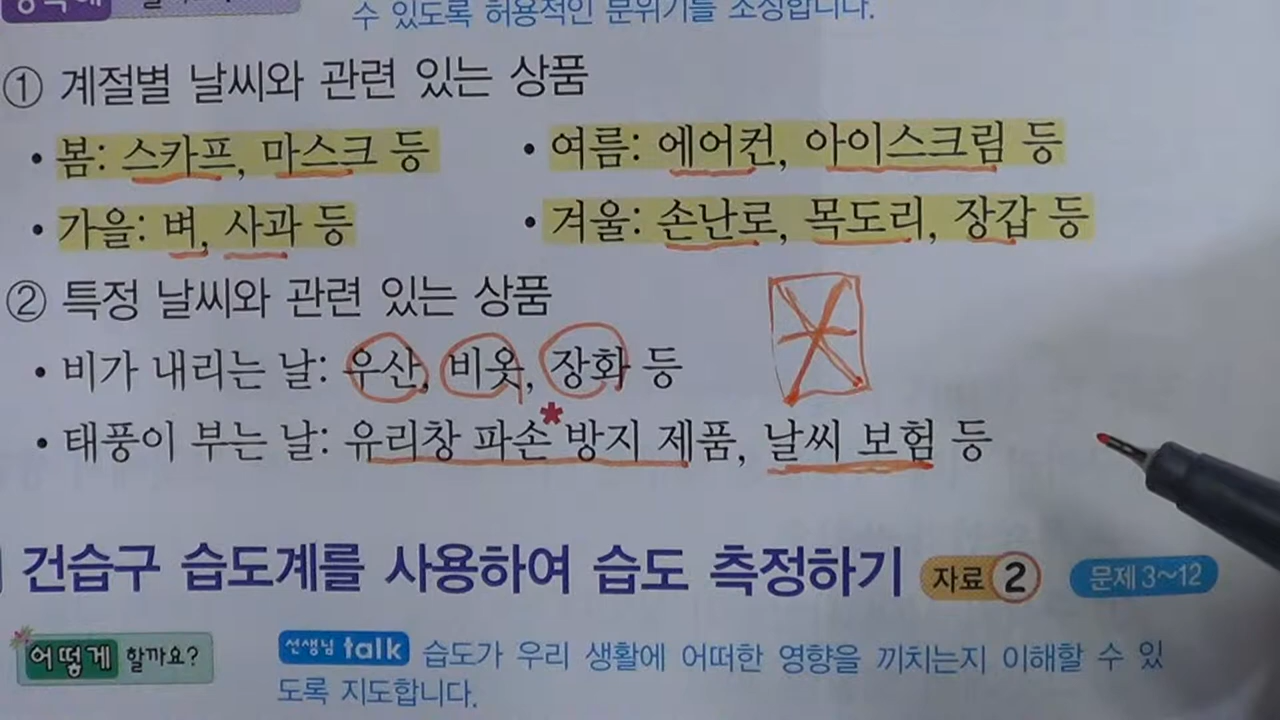 수 있도록 허용적인 분위기를 조성합니다.
① 계절별 날씨와 관련 있는 상품
• 봄: 스카프, 마스크 등
• 여름: 에어컨, 아이스크림 등
• 가을: 벼, 사과 등
• 겨울: 손난로, 목도리, 장갑 등
② 특정 날씨와 관련 있는 상품
• 비가 내리는 날: 우산, 비옷, 장화 등
• 태풍이 부는 날: 유리창 파손*방지 제품, 날씨 보험 등
건습구 습도계를 사용하여 습도 측정하기 자료 2 문제 3~12
어떻게 할까요?
선생님 talk 습도가 우리 생활에 어떠한 영향을 끼치는지 이해할 수 있
도록 지도합니다.